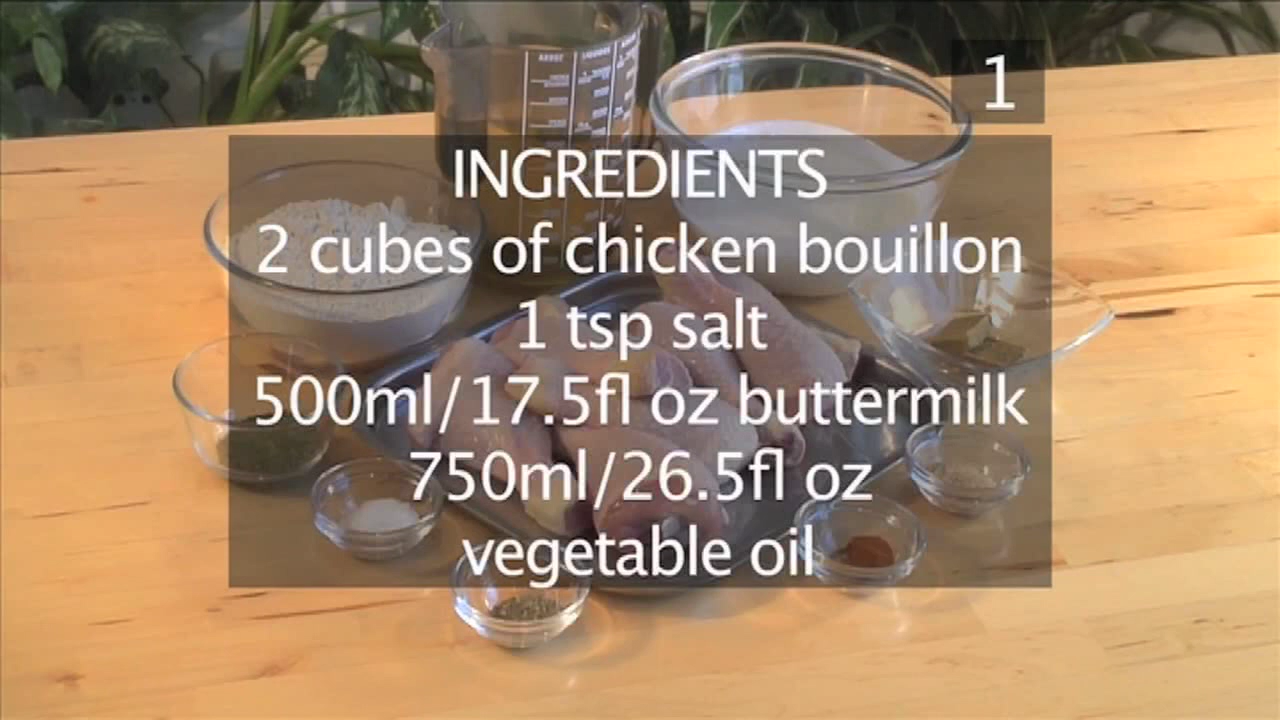 1
INGREDIENTS
2 cubes of chicken bouillon
1 tsp salt
500ml/17.5fl oz buttermilk
750ml/26.5fl oz
vegetable oil